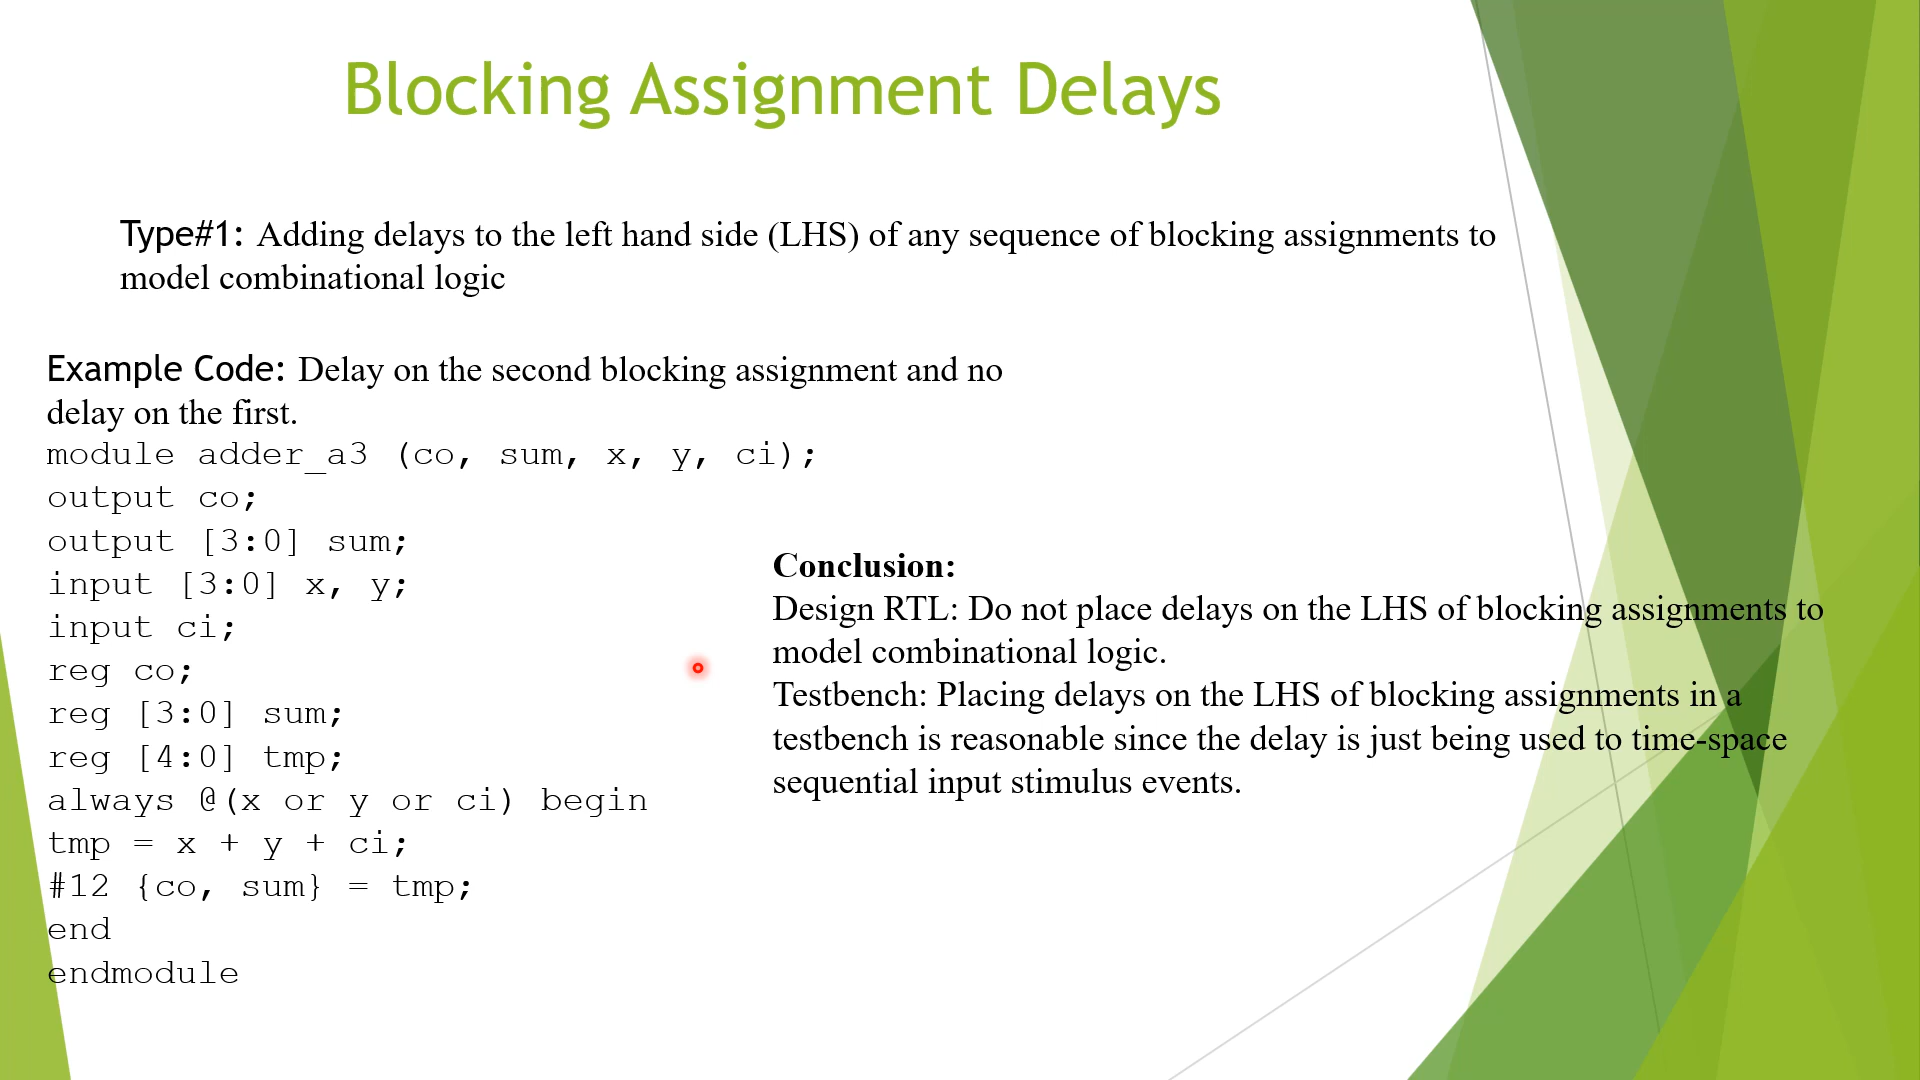 Blocking Assignment Delays
Type#1: Adding delays to the left hand side (LHS) of any sequence of blocking assignments to
model combinational logic
Example Code: Delay on the second blocking assignment and no
delay on the first.
module adder_a3 (co, sum, x, y, ci);
output co;
output [3:0] sum;
input [3:0] x, y;
input ci;
reg co;
reg [3:0] sum;
reg [4:0] tmp;
always @(x or y or ci) begin
tmp = x + y + ci;
#12 {co, sum} = tmp;
end
endmodule
Conclusion:
Design RTL: Do not place delays on the LHS of blocking assignments to
model combinational logic.
Testbench: Placing delays on the LHS of blocking assignments in a
testbench is reasonable since the delay is just being used to time-space
sequential input stimulus events.